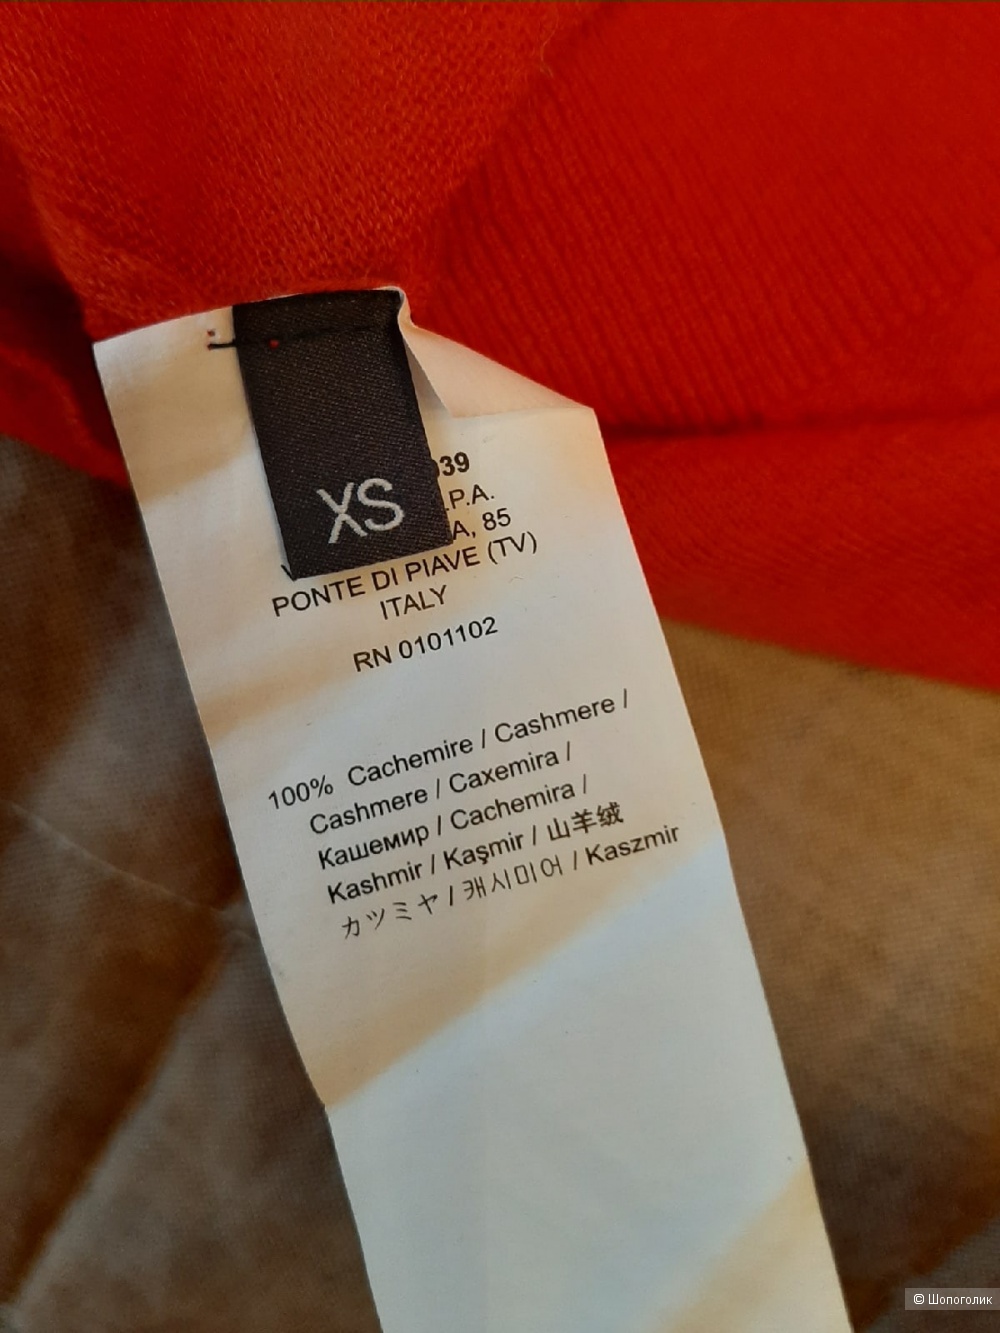 XS
39
.P.A.
A, 85
PONTE DI PIAVE (TV)
ITALY
RN 0101102
100% Cachemire / Cashmere /
Cashmere / Caxemira /
Кашемир / Cachemira /
Kashmir / Kaşmir / 山羊绒
カツミヤ / 캐시미어 / Kaszmir
© Шопоголик